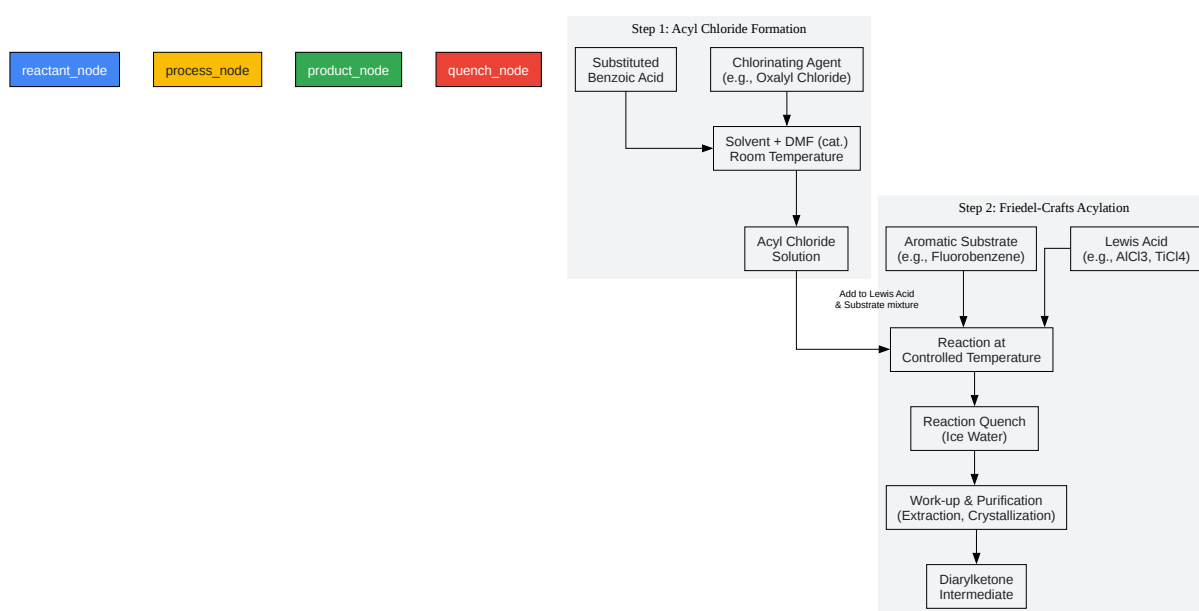 reactant_node
process_node
product_node
quench_node
Step 1: Acyl Chloride Formation
Substituted
Benzoic Acid
Chlorinating Agent
(e.g., Oxalyl Chloride)
Solvent + DMF (cat.)
Room Temperature
Acyl Chloride
Solution
Add to Lewis Acid
& Substrate mixture
Step 2: Friedel-Crafts Acylation
Aromatic Substrate
(e.g., Fluorobenzene)
Lewis Acid
(e.g., AlCl3, TiCl4)
Reaction at
Controlled Temperature
Reaction Quench
(Ice Water)
Work-up & Purification
(Extraction, Crystallization)
Diarylketone
Intermediate